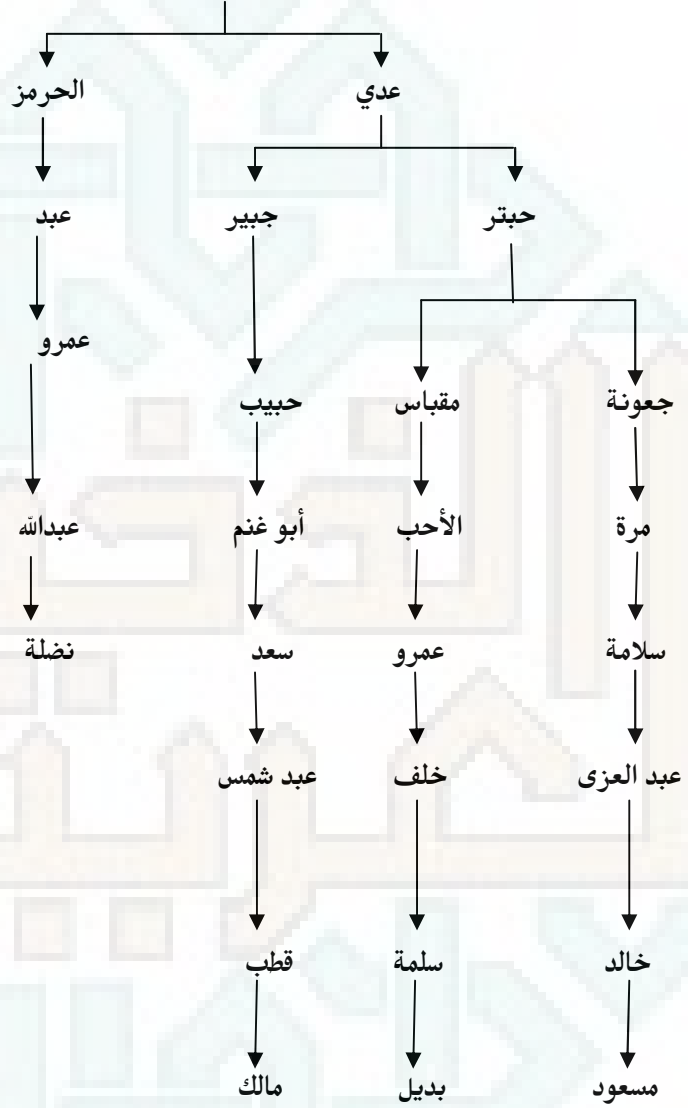 عدي الحرمز
حبتر جبير عبد
عمرو
جعونة مقباس حبيب
مرة الأحب أبو غنم عبدالله
سلامة عمرو سعد نضلة
عبد العزى خلف عبد شمس
خالد سلمة قطب
مسعود بديل مالك